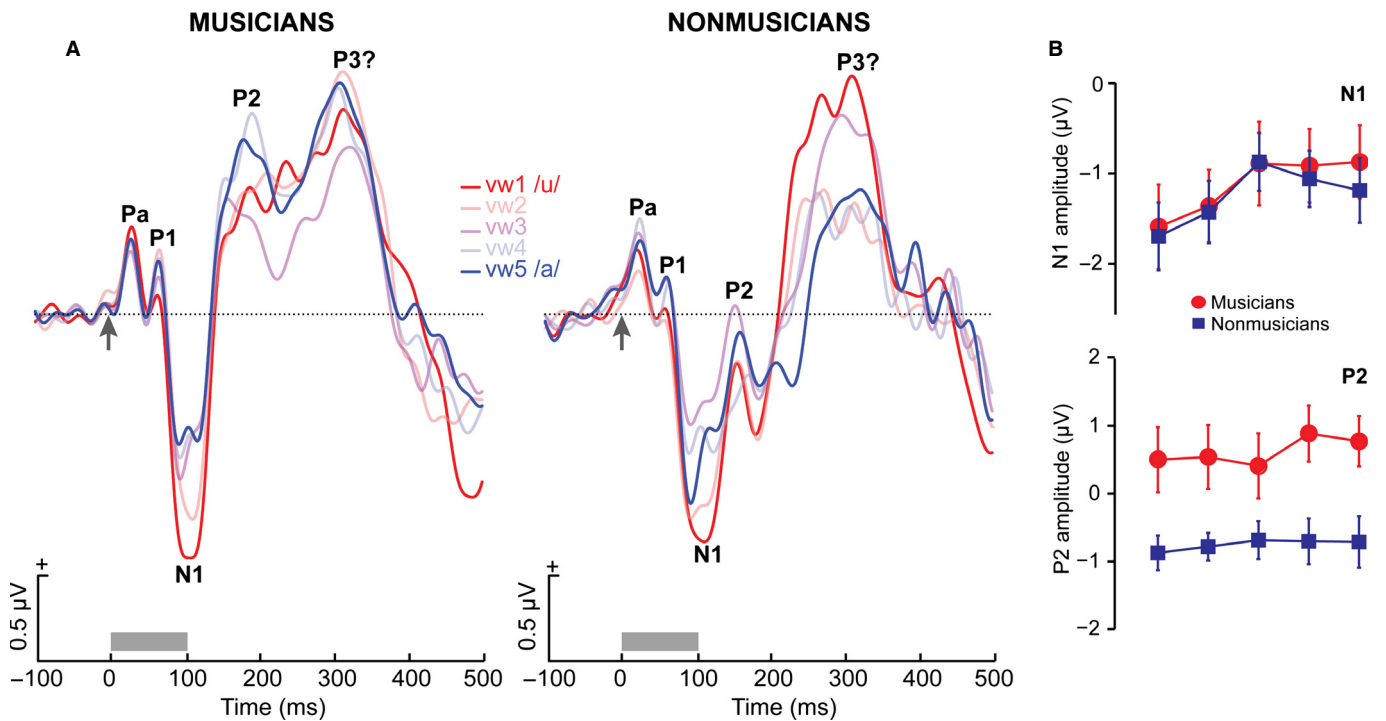 MUSICIANS
NONMUSICIANS
A
B
Pa
P1
P2
P3?
N1
vw1 /u/
vw2
vw3
vw4
vw5 /a/
Pa
P1
P2
P3?
N1
+
0.5 µV
−100 0 100 200 300 400 500
Time (ms)
+
0.5 µV
−100 0 100 200 300 400 500
Time (ms)
N1
0
−1
−2
N1 amplitude (µV)
Musicians
Nonmusicians
P2
2
1
0
−1
−2
P2 amplitude (µV)